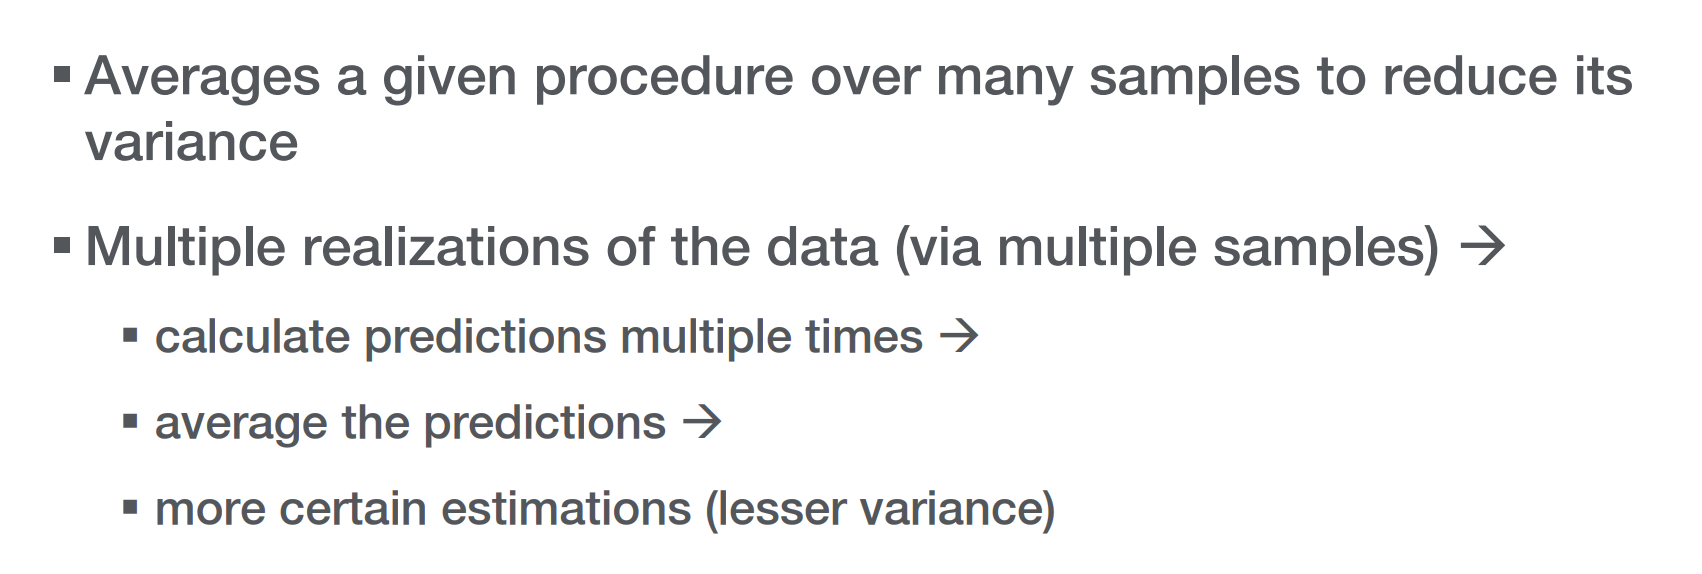 ▪ Averages a given procedure over many samples to reduce its
variance
▪ Multiple realizations of the data (via multiple samples) →
▪ calculate predictions multiple times →
▪ average the predictions →
▪ more certain estimations (lesser variance)